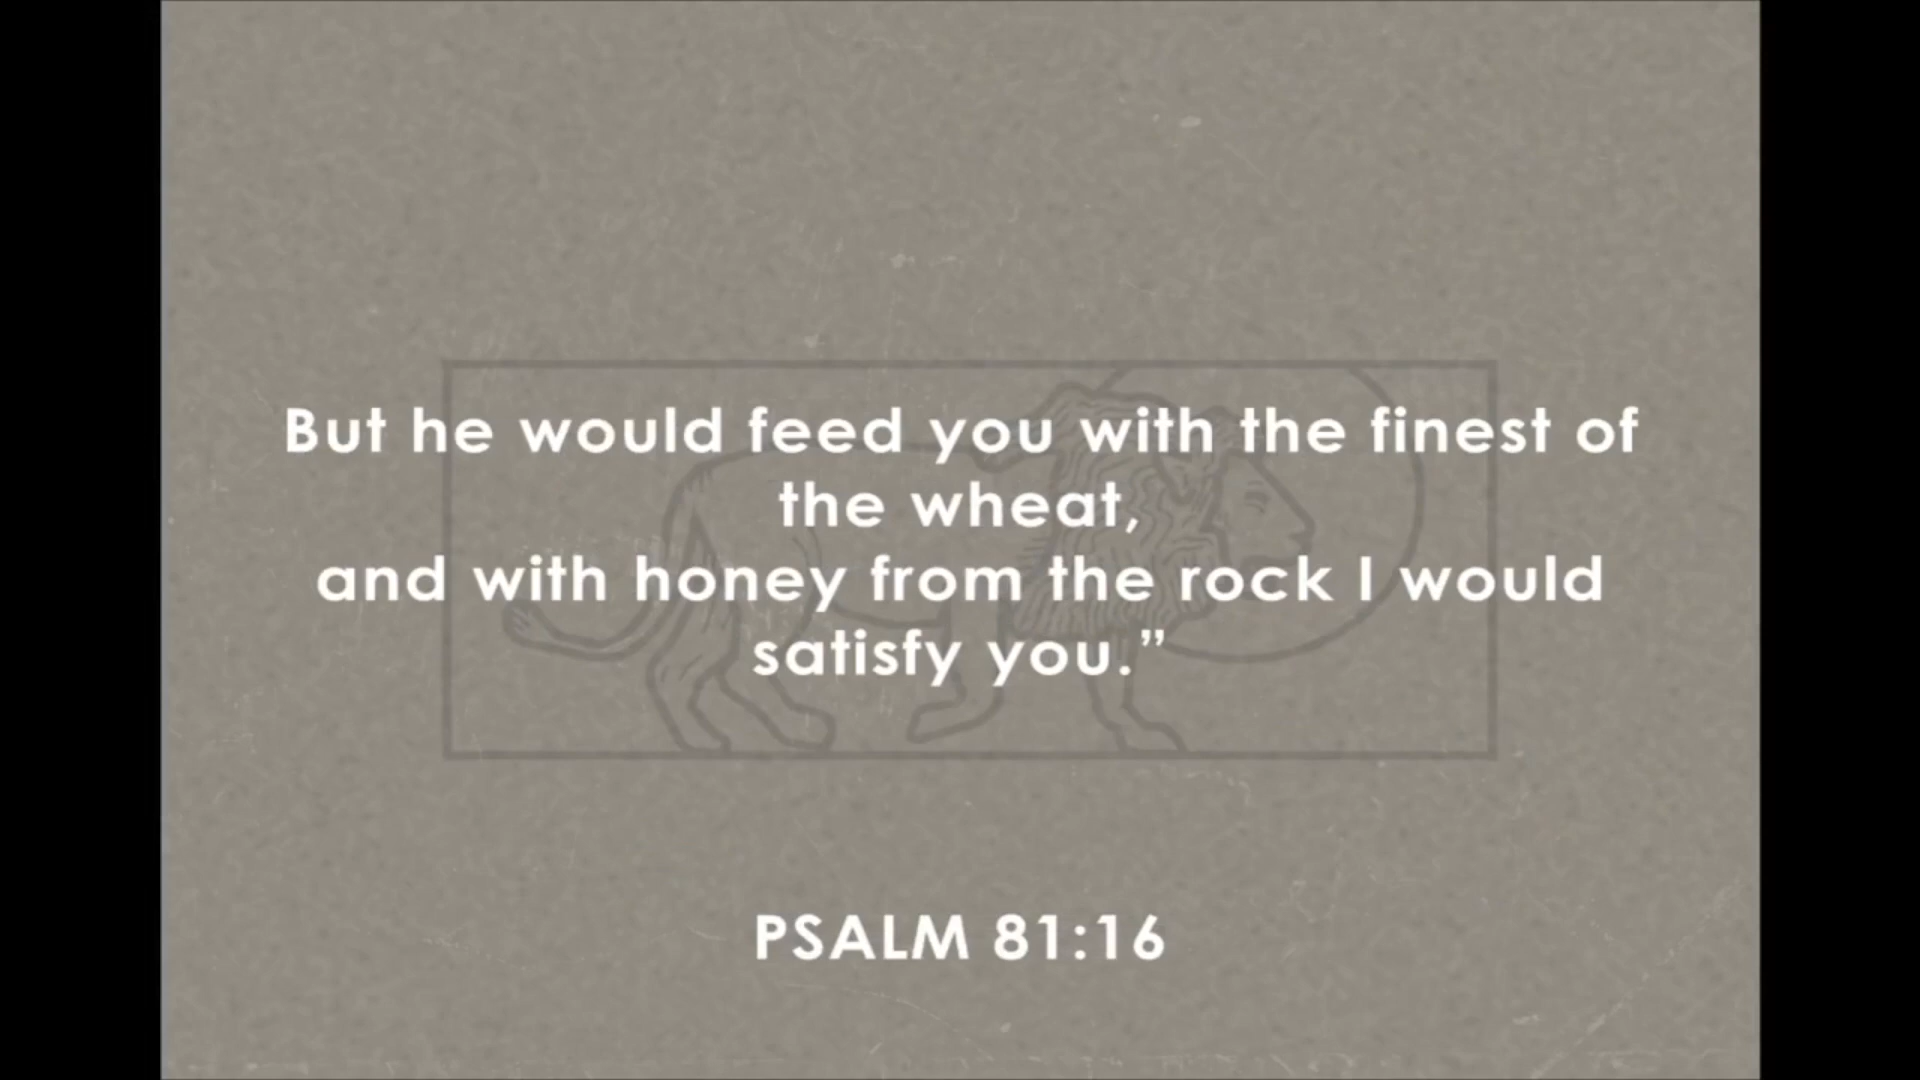 But he would feed you with the finest of
the wheat,
and with honey from the rock I would
satisfy you.”
PSALM 81:16